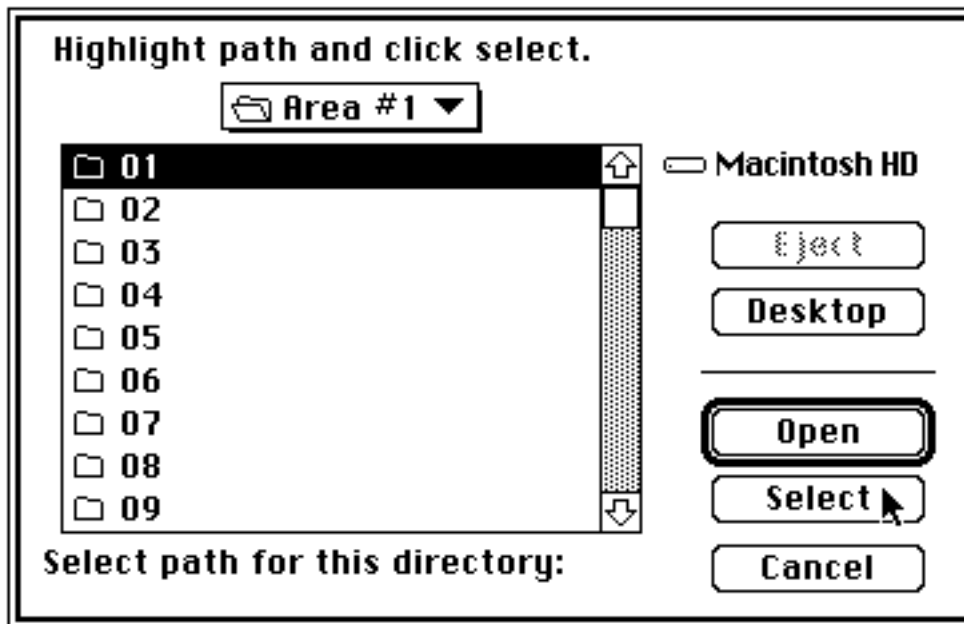 Highlight path and click select.
Area #1
01
02
03
04
05
06
07
08
09
Select path for this directory:
Macintosh HD
Eject
Desktop
Open
Select
Cancel